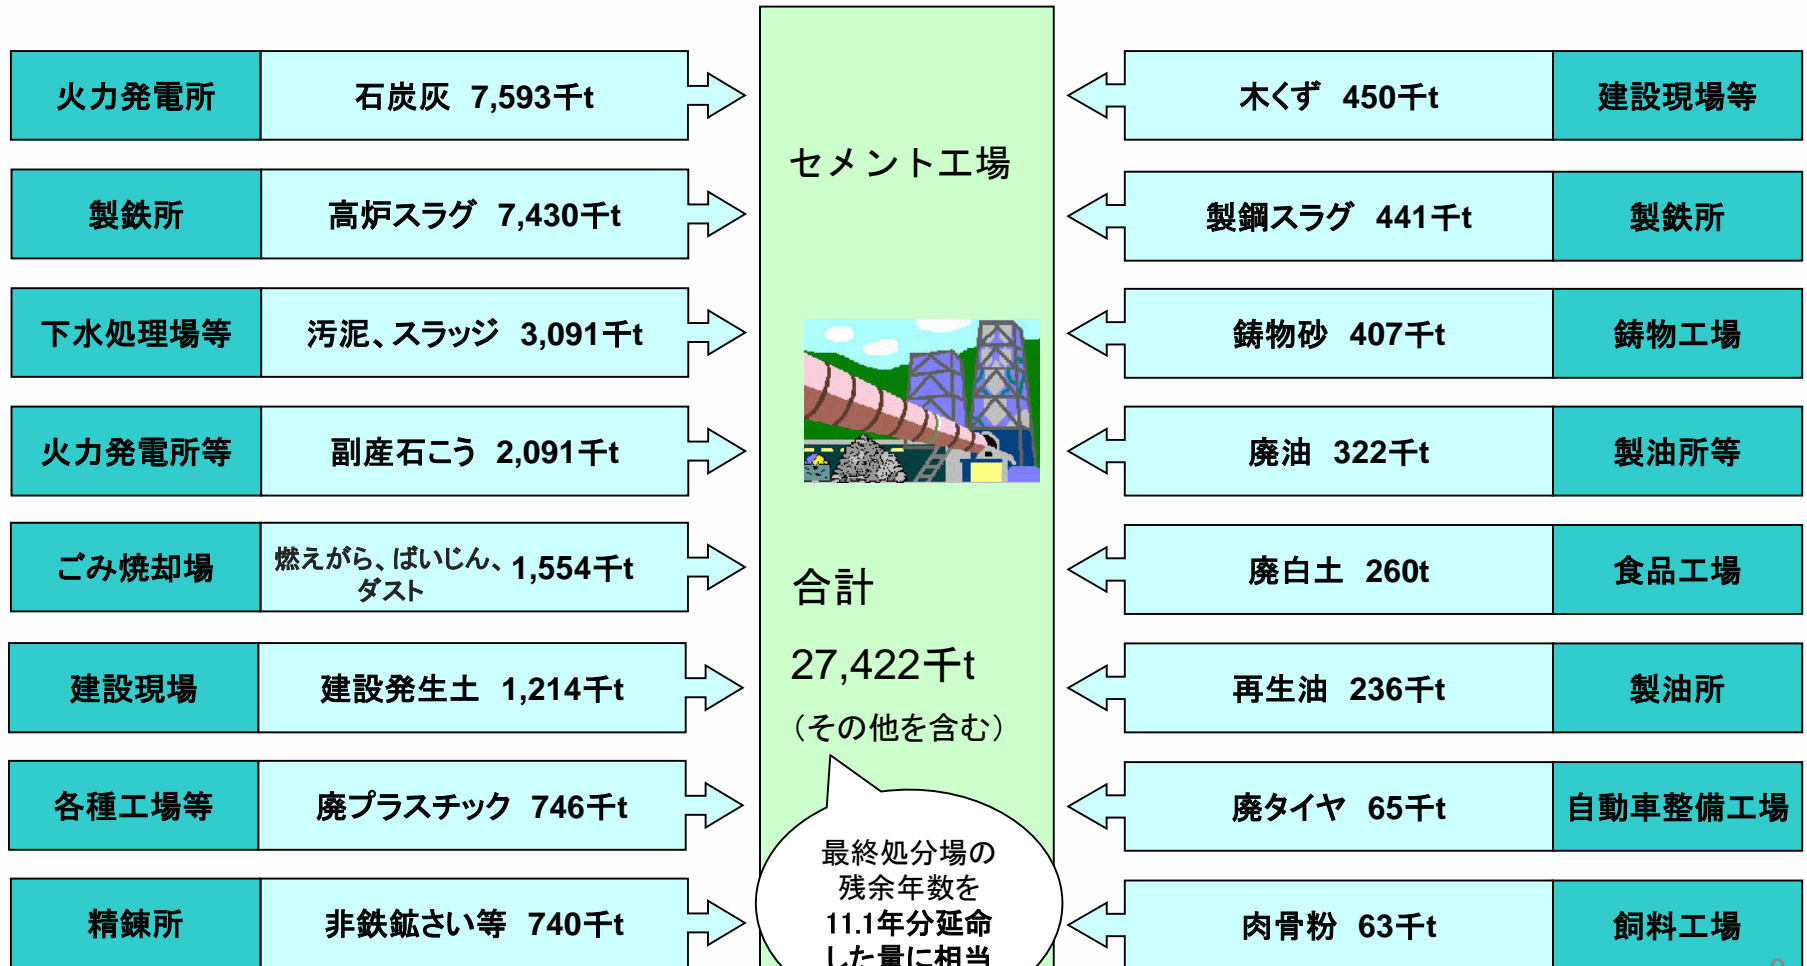 火力発電所 石炭灰 7,593千t
製鉄所 高炉スラグ 7,430千t
下水処理場等 汚泥、スラッジ 3,091千t
火力発電所等 副産石こう 2,091千t
ごみ焼却場 燃えがら、ばいじん、ダスト 1,554千t
建設現場 建設発生土 1,214千t
各種工場等 廃プラスチック 746千t
精錬所 非鉄鉱さい等 740千t
セメント工場
合計
27,422千t
(その他を含む)
最終処分場の
残余年数を
11.1年分延命
した量に相当
木くず 450千t 建設現場等
製鋼スラグ 441千t 製鉄所
鋳物砂 407千t 鋳物工場
廃油 322千t 製油所等
廃白土 260t 食品工場
再生油 236千t 製油所
廃タイヤ 65千t 自動車整備工場
肉骨粉 63千t 飼料工場